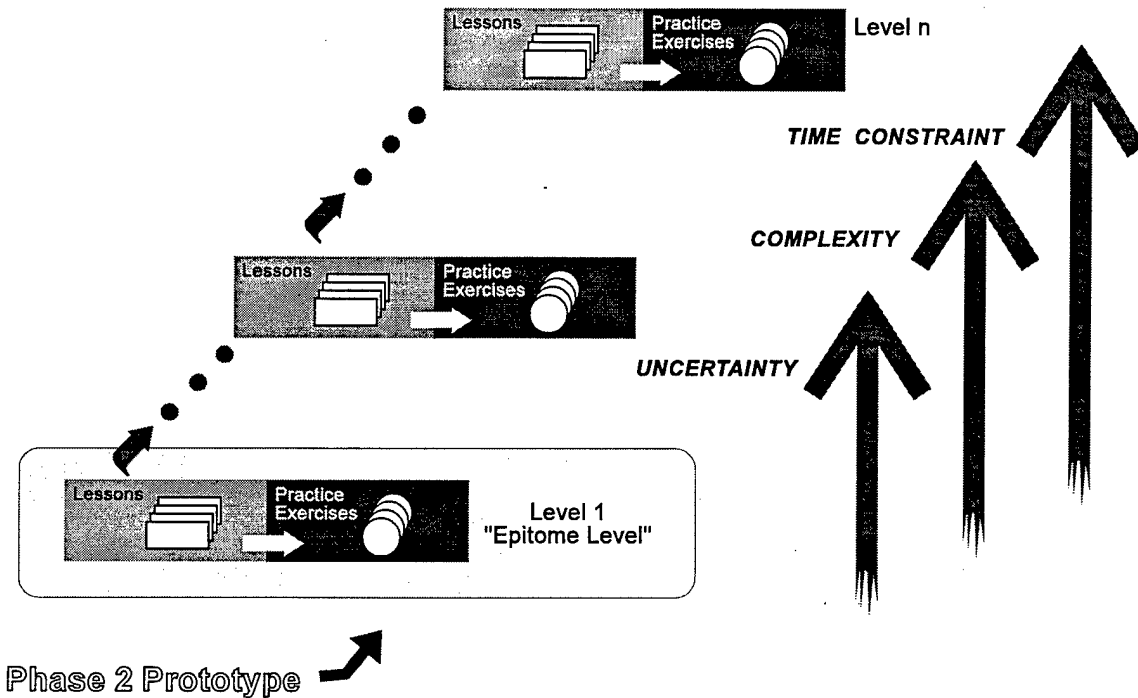 Lessons
Practice
Exercises
Level n
TIME CONSTRAINT
COMPLEXITY
Lessons
Practice
Exercises
UNCERTAINTY
Lessons
Practice
Exercises
Level 1
"Epitome Level"
Phase 2 Prototype